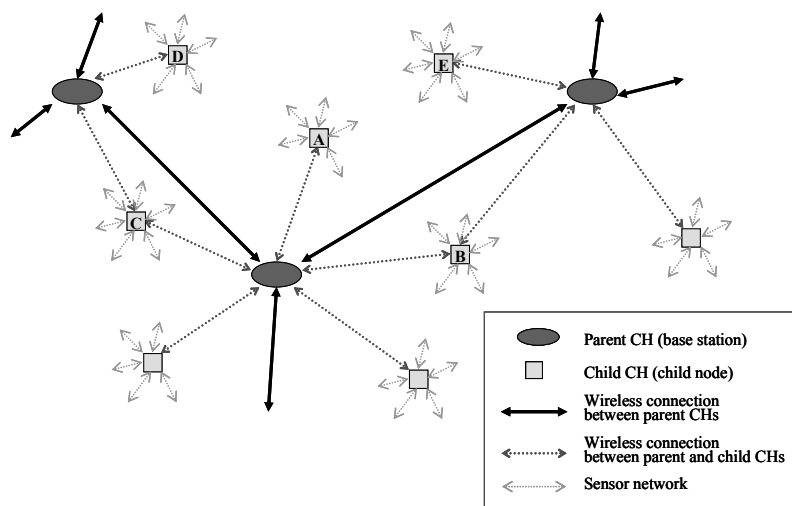 D
E
A
C
B
Parent CH (base station)
Child CH (child node)
Wireless connection
between parent CHs
Wireless connection
between parent and child CHs
Sensor network